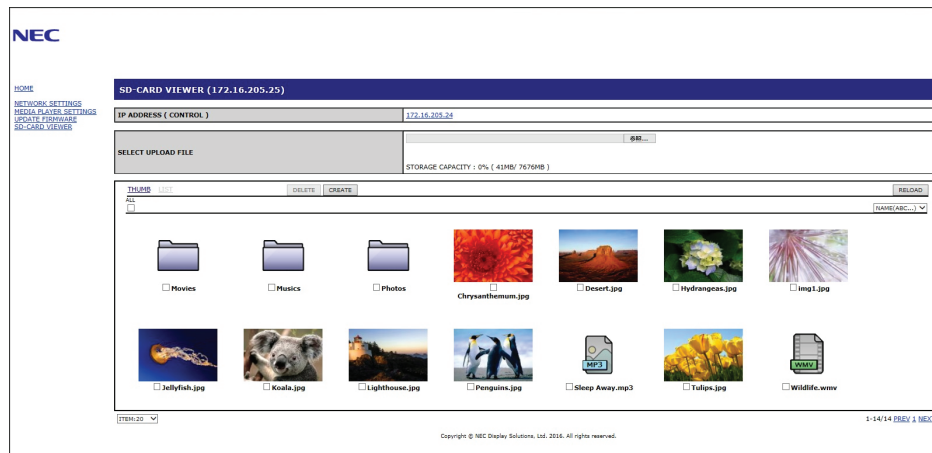 NEC
HOME
NETWORK SETTINGS
MEDIA PLAYER SETTINGS
UPDATE FIRMWARE
SD-CARD VIEWER
SD-CARD VIEWER (172.16.205.25)
IP ADDRESS ( CONTROL )
172.16.205.24
SELECT UPLOAD FILE
参照...
STORAGE CAPACITY : 0% ( 41MB/ 7676MB )
THUMB LIST DELETE CREATE RELOAD
ALL
NAME(ABC...)
Movies Musics Photos Chrysanthemum.jpg Desert.jpg Hydrangeas.jpg img1.jpg
MP3 WMV
Jellyfish.jpg Koala.jpg Lighthouse.jpg Penguins.jpg Sleep Away.mp3 Tulips.jpg Wildlife.wmv
ITEM:20
1-14/14 PREV 1 NEX
Copyright © NEC Display Solutions, Ltd. 2016. All rights reserved.